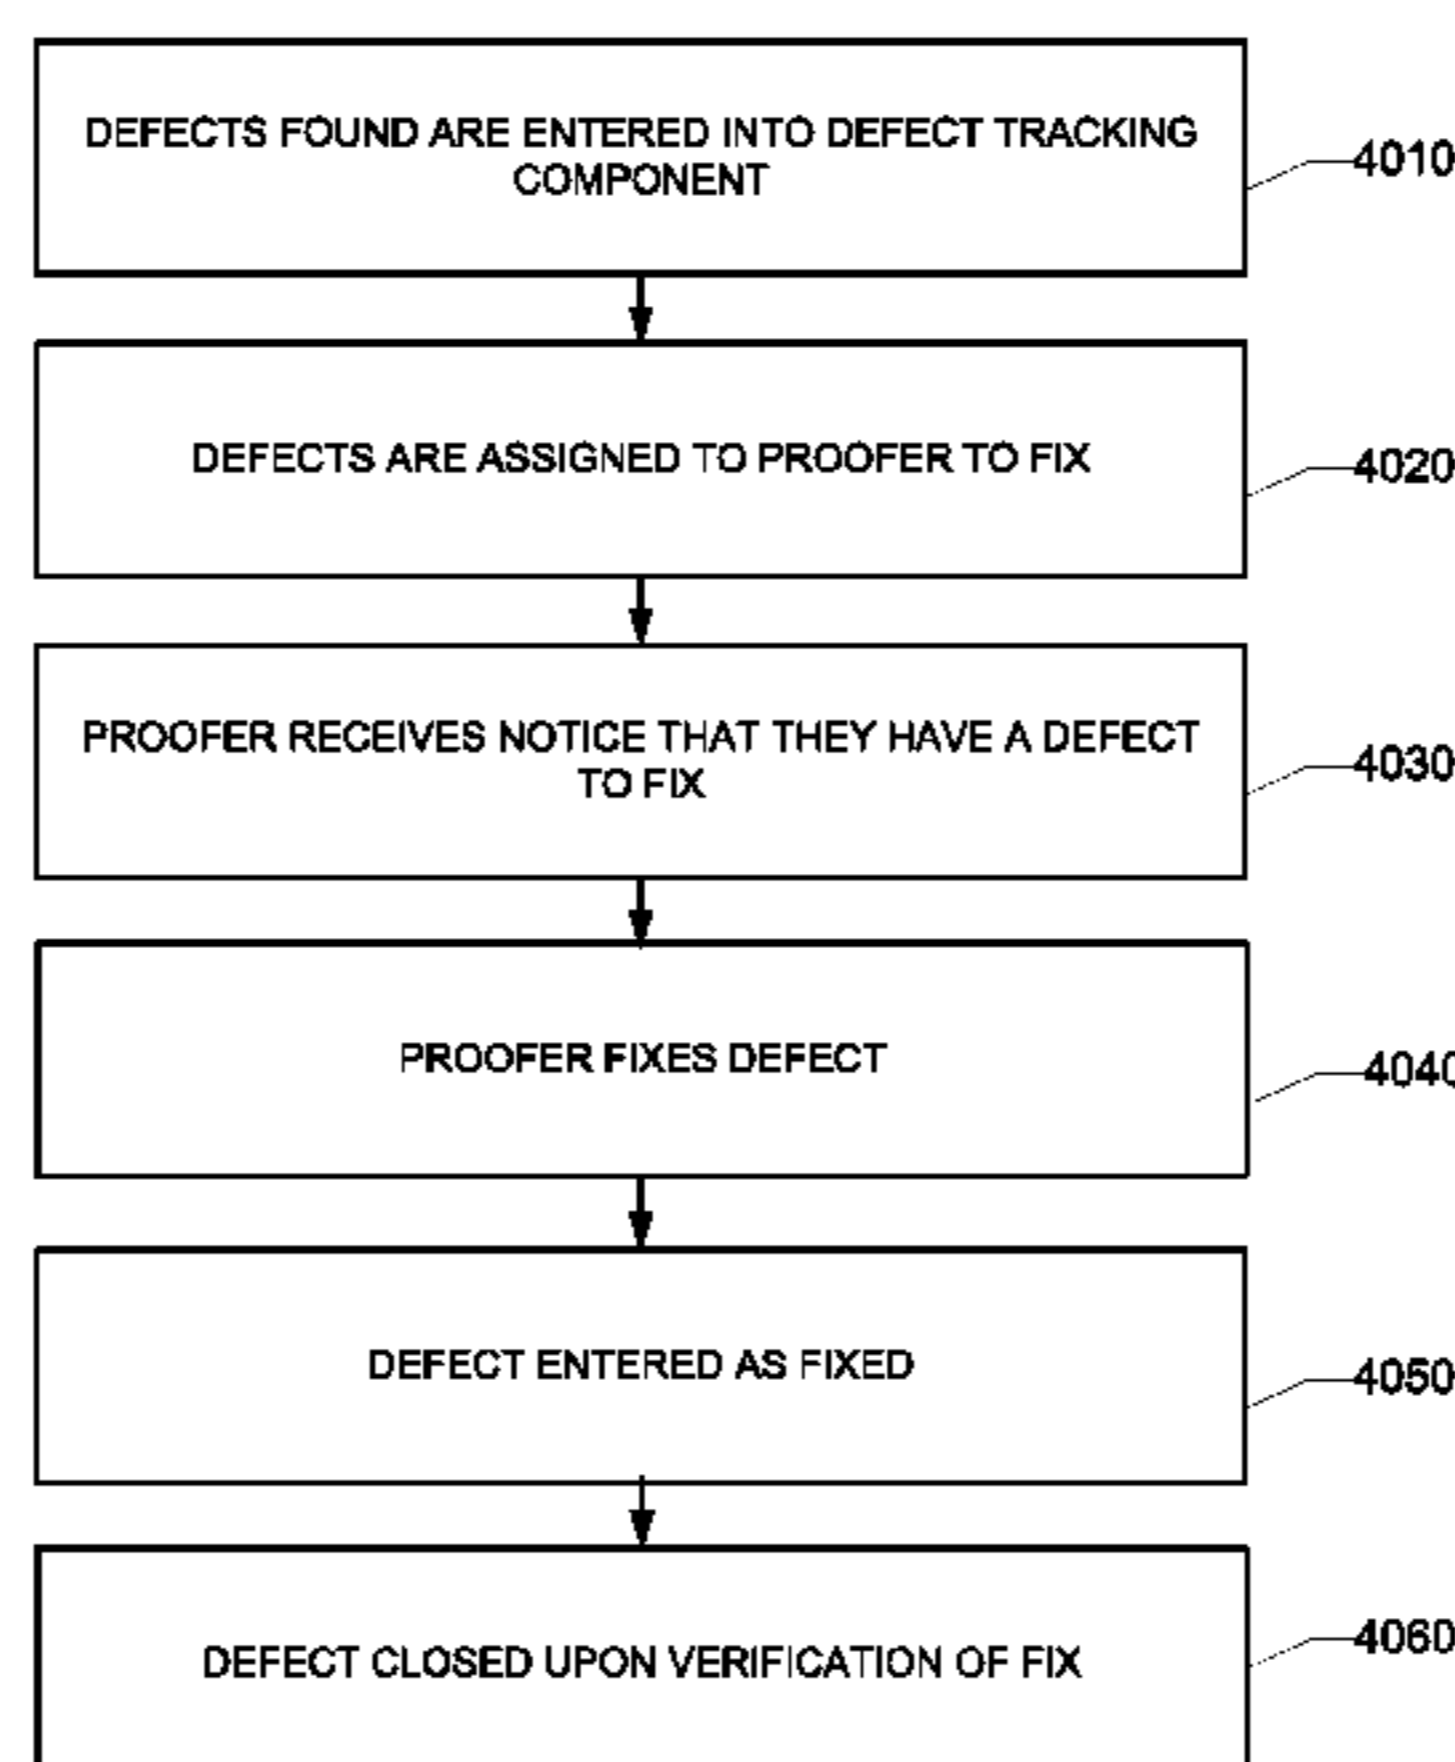 DEFECTS FOUND ARE ENTERED INTO DEFECT TRACKING
COMPONENT
4010
DEFECTS ARE ASSIGNED TO PROOFER TO FIX
4020
PROOFER RECEIVES NOTICE THAT THEY HAVE A DEFECT
TO FIX
4030
PROOFER FIXES DEFECT
4040
DEFECT ENTERED AS FIXED
4050
DEFECT CLOSED UPON VERIFICATION OF FIX
4060